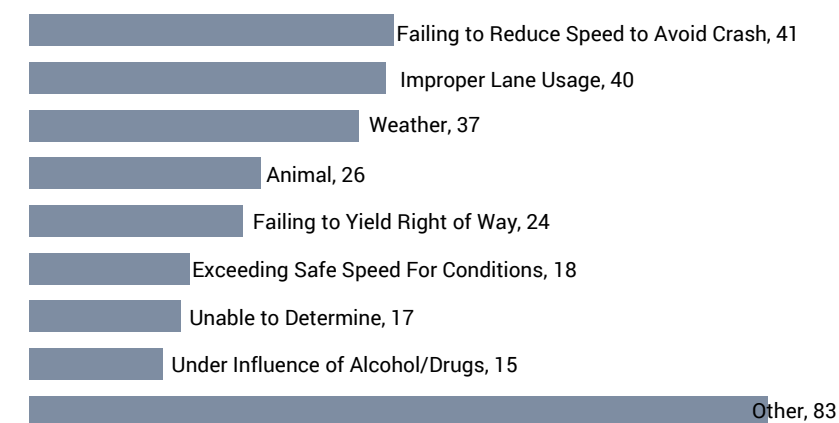 Failing to Reduce Speed to Avoid Crash, 41
Improper Lane Usage, 40
Weather, 37
Animal, 26
Failing to Yield Right of Way, 24
Exceeding Safe Speed For Conditions, 18
Unable to Determine, 17
Under Influence of Alcohol/Drugs, 15
Other, 83